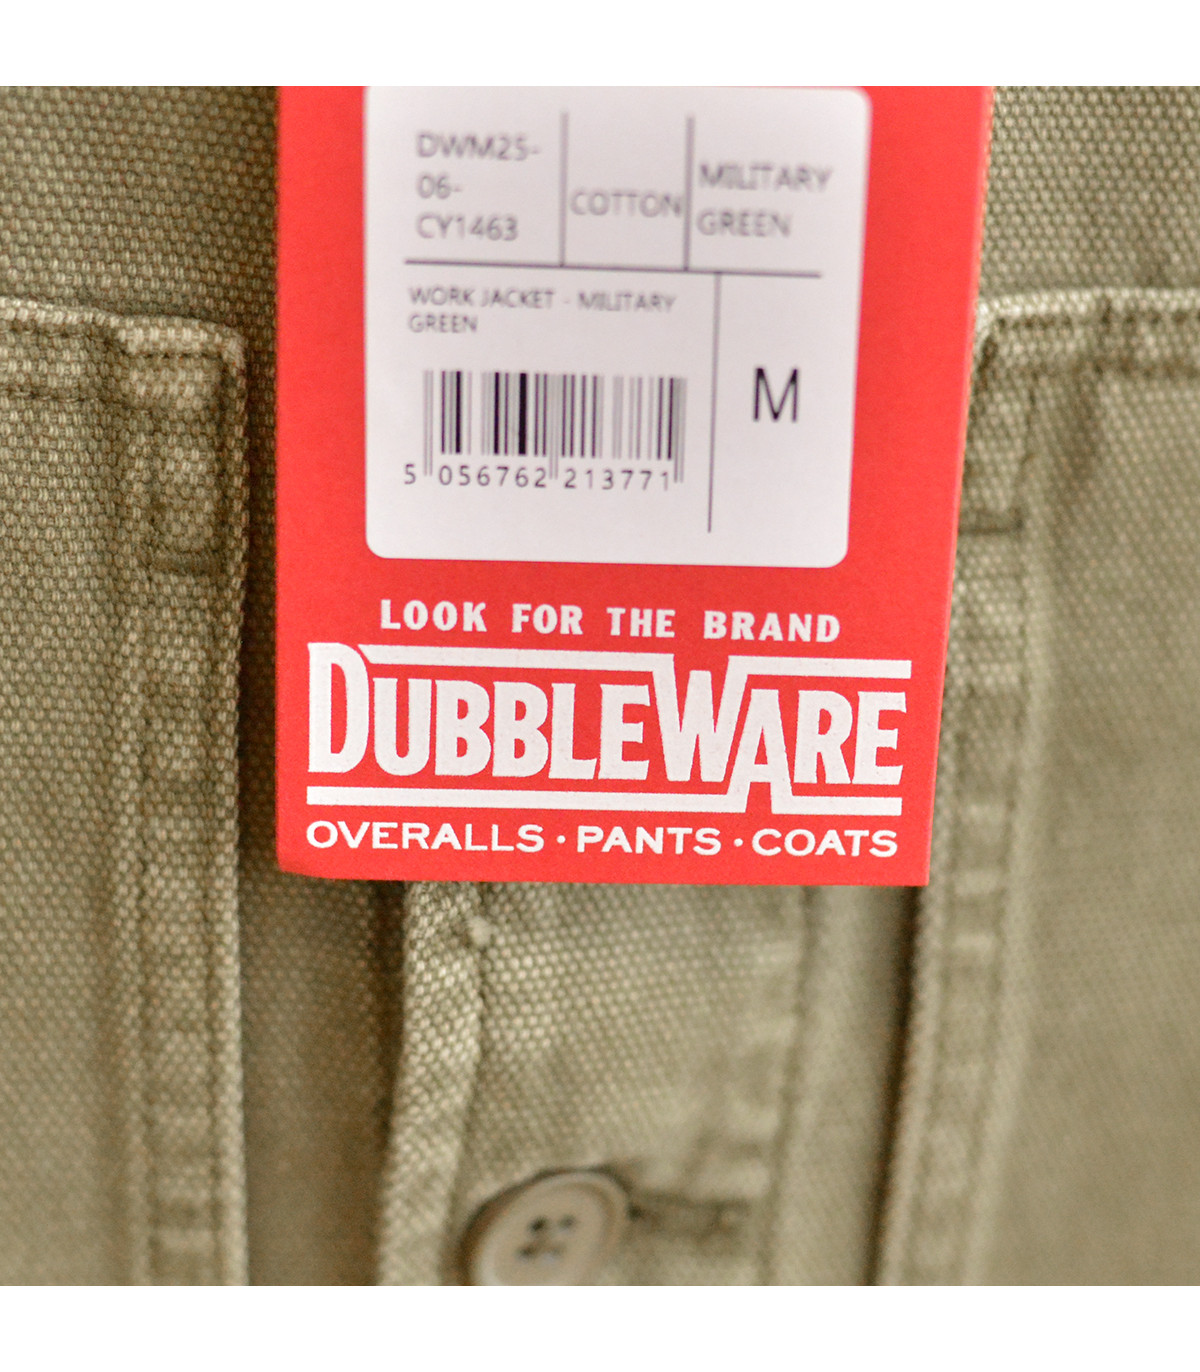 DWM25-
06-
CY1463
COTTON
MILITARY
GREEN
WORK JACKET - MILITARY
GREEN
M
5 056762 213771
LOOK FOR THE BRAND
DUBBLEWARE
OVERALLS · PANTS · COATS